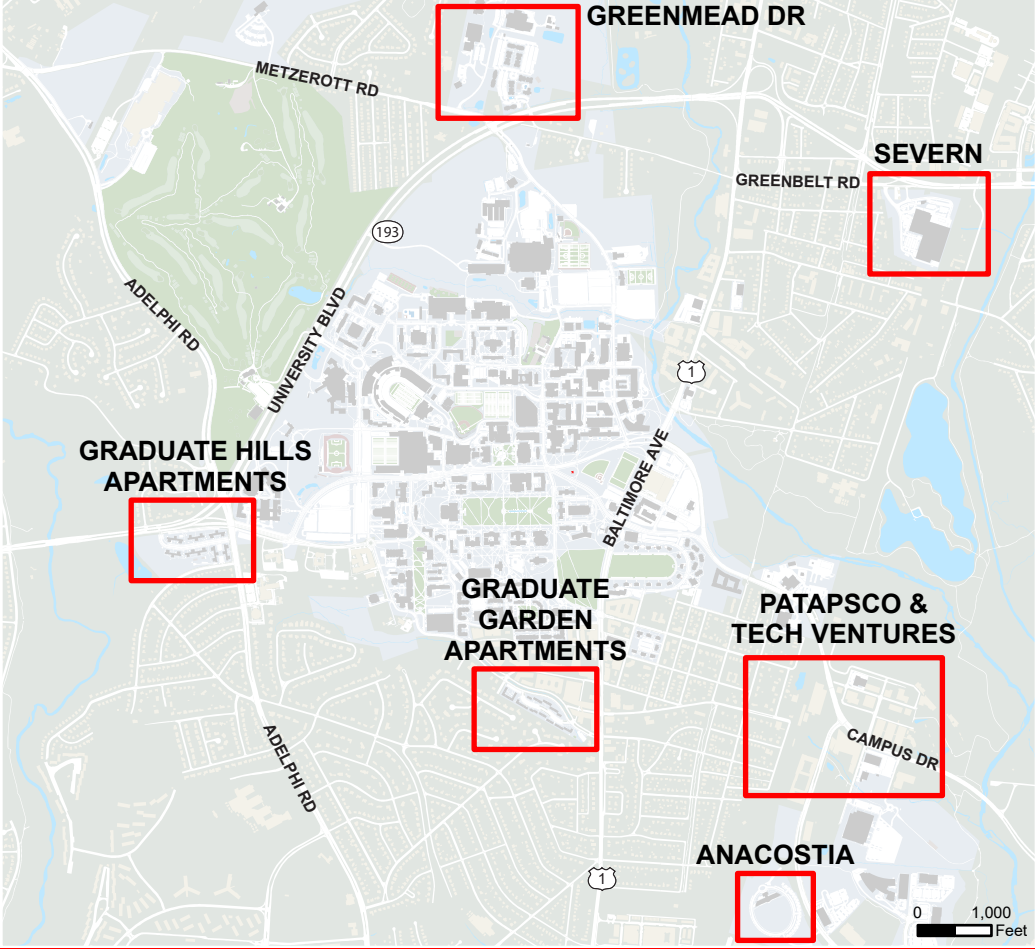 GREENMEAD DR
METZEROTT RD
SEVERN
GREENBELT RD
193
ADELPHI RD
UNIVERSITY BLVD
1
GRADUATE HILLS
APARTMENTS
BALTIMORE AVE
GRADUATE
GARDEN
APARTMENTS
PATAPSCO &
TECH VENTURES
ADELPHI RD
CAMPUS DR
ANACOSTIA
1
0 1,000
Feet